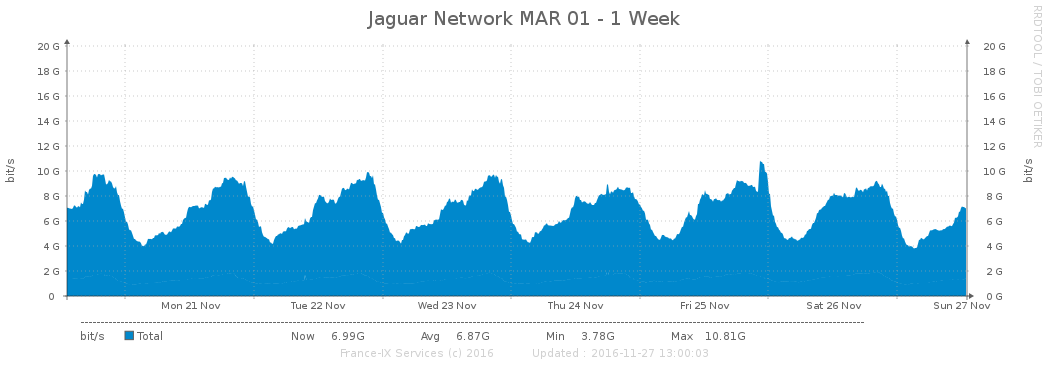 Jaguar Network MAR 01 - 1 Week
RRDTOOL / TOBI OETIKER
bit/s
bit/s
20 G 20 G
18 G 18 G
16 G 16 G
14 G 14 G
12 G 12 G
10 G 10 G
8 G 8 G
6 G 6 G
4 G 4 G
2 G 2 G
0 0 G
Mon 21 Nov Tue 22 Nov Wed 23 Nov Thu 24 Nov Fri 25 Nov Sat 26 Nov Sun 27 Nov
bit/s Total Now 6.99G Avg 6.87G Min 3.78G Max 10.81G
France-IX Services (c) 2016 Updated : 2016-11-27 13:00:03